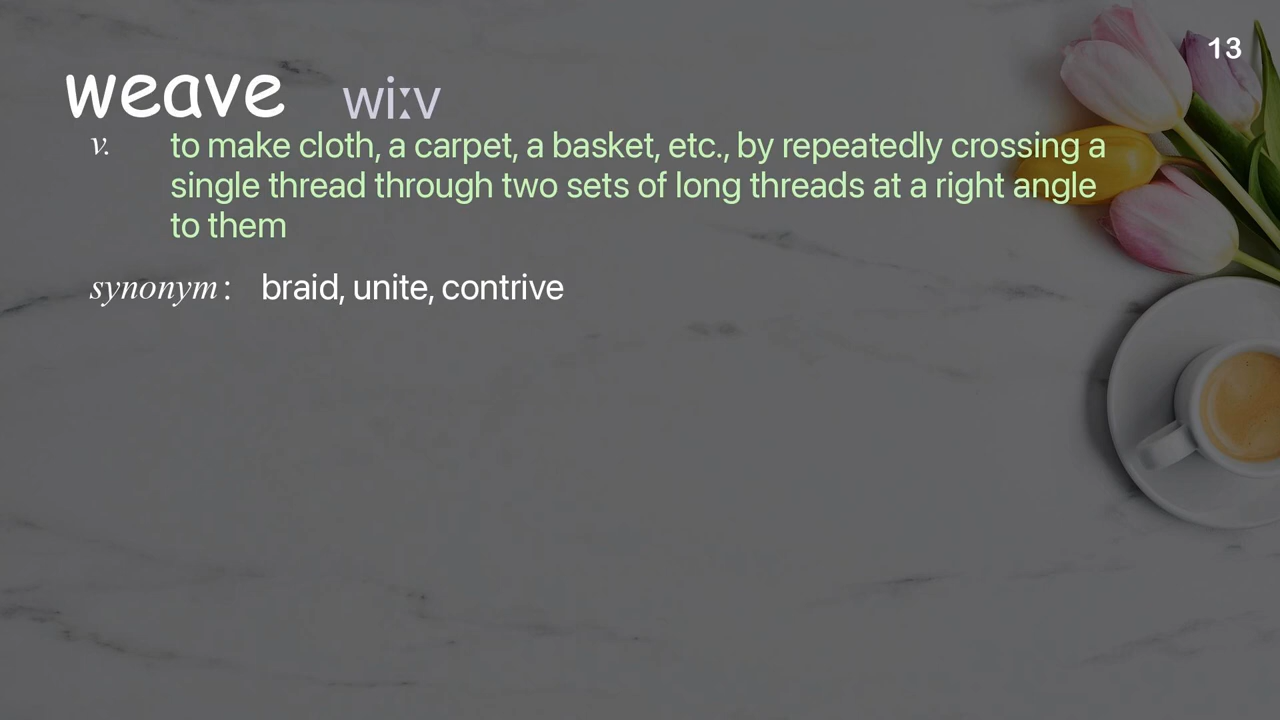 13
weave wiːv
v. to make cloth, a carpet, a basket, etc., by repeatedly crossing a
single thread through two sets of long threads at a right angle
to them
synonym: braid, unite, contrive